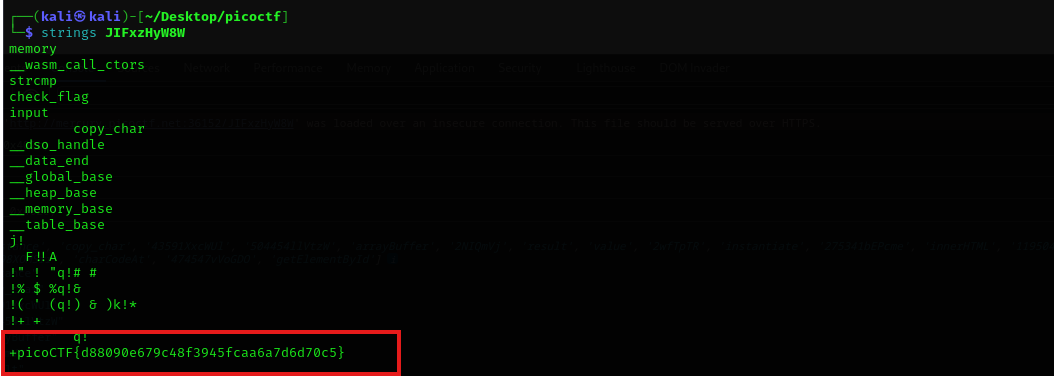 ┌──(kali㉿kali)-[~/Desktop/picoctf]
└─$ strings JIFxzHyW8W
memory
__wasm_call_ctors
strcmp
check_flag
input
copy_char
__dso_handle
__data_end
__global_base
__heap_base
__memory_base
__table_base
j!
F!!A
!" ! "q!# #
!% $ %q!&
!( ' (q!) & )k!*
!+ +
q!
+picoCTF{d88090e679c48f3945fcaa6a7d6d70c5}